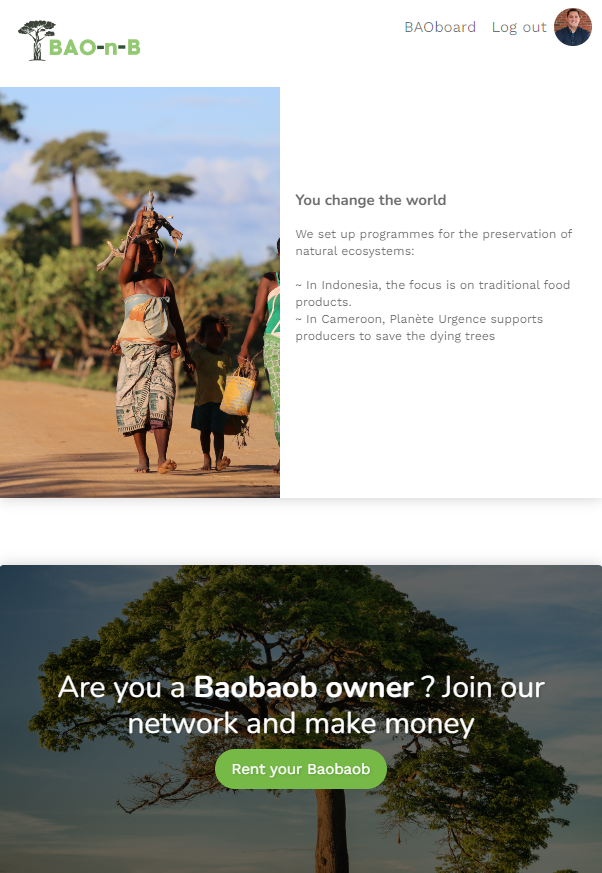 BAO-n-B
BAOboard Log out
You change the world
We set up programmes for the preservation of
natural ecosystems:
~ In Indonesia, the focus is on traditional food
products.
~ In Cameroon, Planète Urgence supports
producers to save the dying trees
Are you a Baobaob owner ? Join our
network and make money
Rent your Baobaob